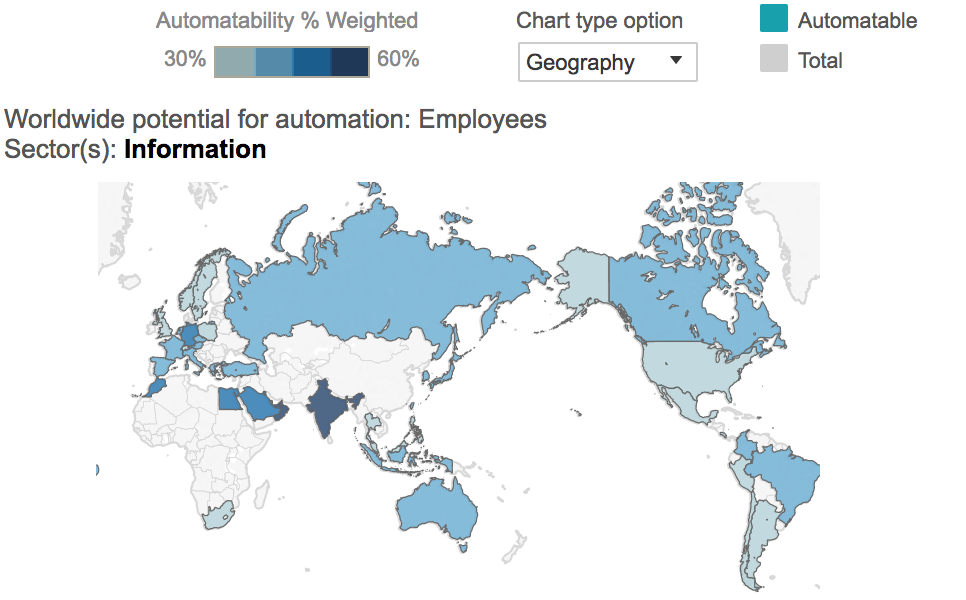 Automatability % Weighted
30% 60%
Chart type option
Geography
Automatable
Total
Worldwide potential for automation: Employees
Sector(s): Information